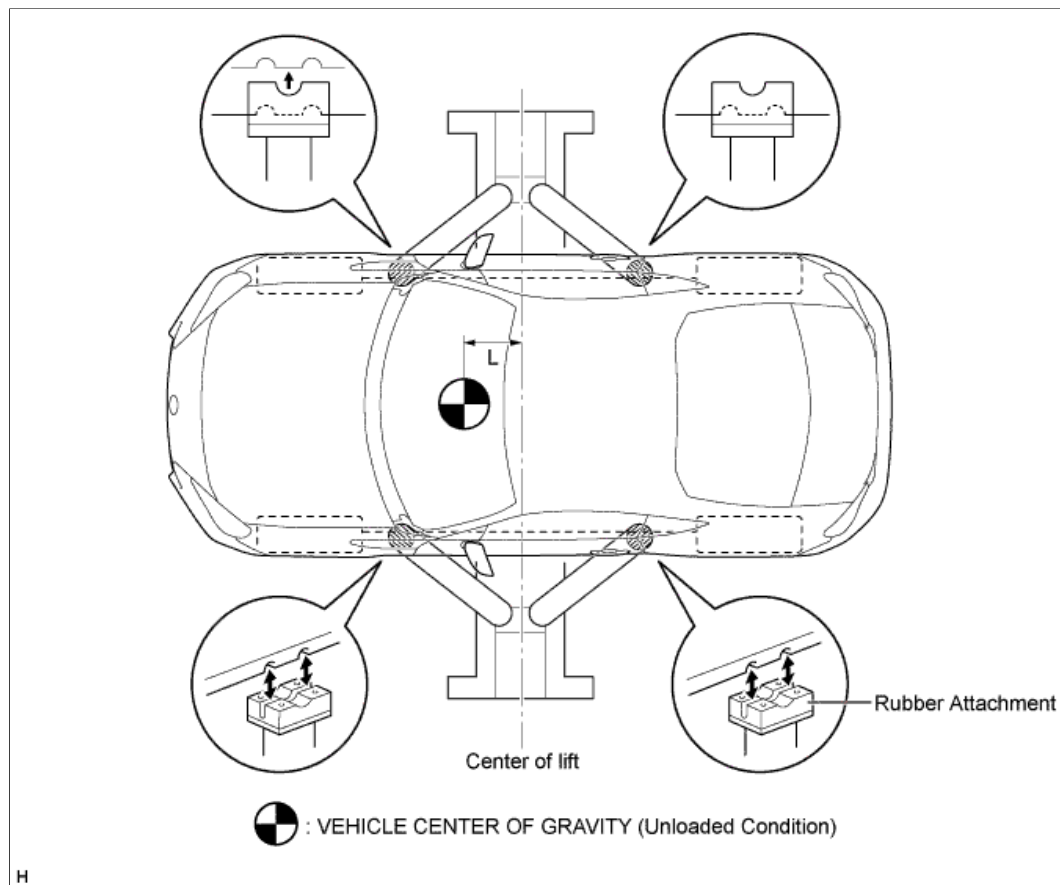 L
Rubber Attachment
Center of lift
: VEHICLE CENTER OF GRAVITY (Unloaded Condition)
H